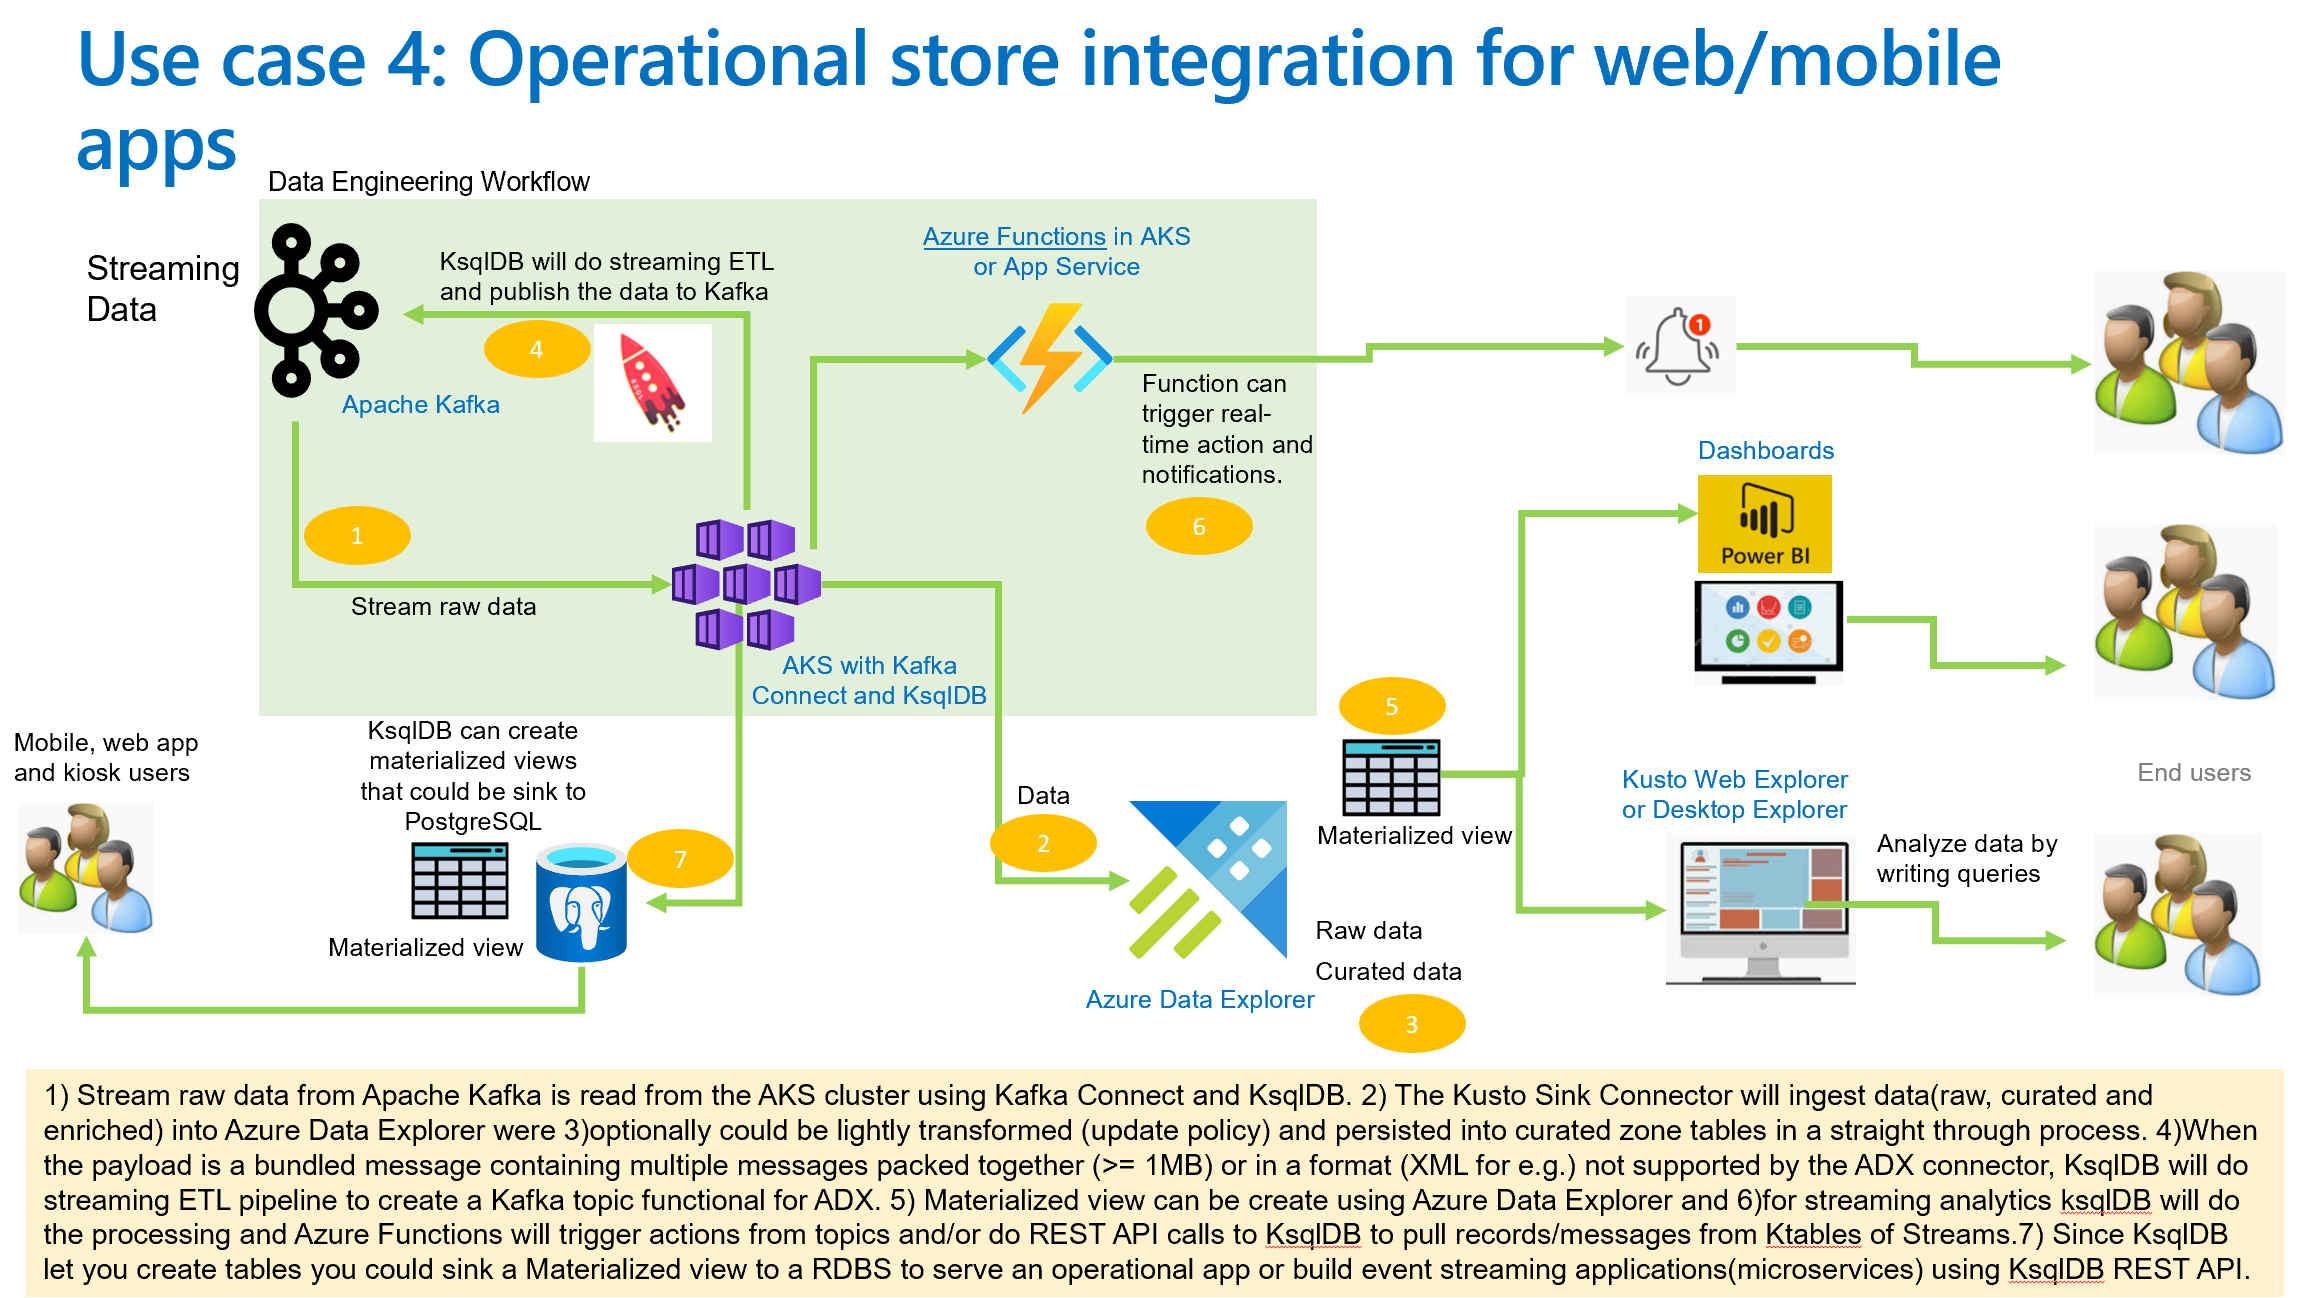 Use case 4: Operational store integration for web/mobile
apps
Data Engineering Workflow
Streaming
Data
KsqlDB will do streaming ETL
and publish the data to Kafka
4
KSQL
Apache Kafka
Azure Functions in AKS
or App Service
Function can
trigger real-
time action and
notifications.
6
1
1
Stream raw data
AKS with Kafka
Connect and KsqlDB
Dashboards
Power BI
5
Materialized view
Mobile, web app
and kiosk users
KsqlDB can create
materialized views
that could be sink to
PostgreSQL
7
Materialized view
Data
2
Azure Data Explorer
Raw data
Curated data
3
Kusto Web Explorer
or Desktop Explorer
Analyze data by
writing queries
End users
1) Stream raw data from Apache Kafka is read from the AKS cluster using Kafka Connect and KsqlDB. 2) The Kusto Sink Connector will ingest data(raw, curated and
enriched) into Azure Data Explorer were 3)optionally could be lightly transformed (update policy) and persisted into curated zone tables in a straight through process. 4)When
the payload is a bundled message containing multiple messages packed together (>= 1MB) or in a format (XML for e.g.) not supported by the ADX connector, KsqlDB will do
streaming ETL pipeline to create a Kafka topic functional for ADX. 5) Materialized view can be create using Azure Data Explorer and 6)for streaming analytics ksqlDB will do
the processing and Azure Functions will trigger actions from topics and/or do REST API calls to KsqlDB to pull records/messages from Ktables of Streams.7) Since KsqlDB
let you create tables you could sink a Materialized view to a RDBS to serve an operational app or build event streaming applications(microservices) using KsqlDB REST API.